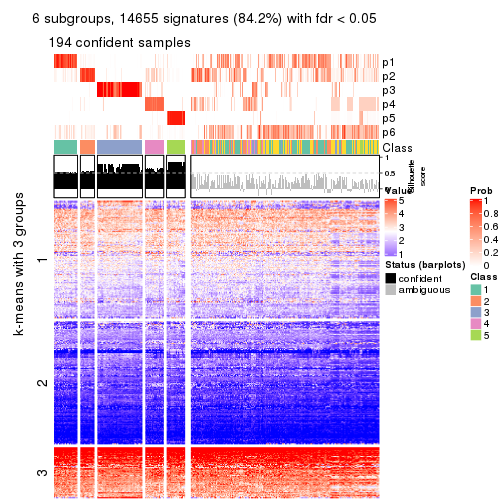 6 subgroups, 14655 signatures (84.2%) with fdr < 0.05
194 confident samples
p1
p2
p3
p4
p5
p6
Class
1
0.5
0
Silhouette
score
k-means with 3 groups
1
2
3
Value
5
4
3
2
1
Status (barplots)
confident
ambiguous
Prob
1
0.8
0.6
0.4
0.2
0
Class
1
2
3
4
5